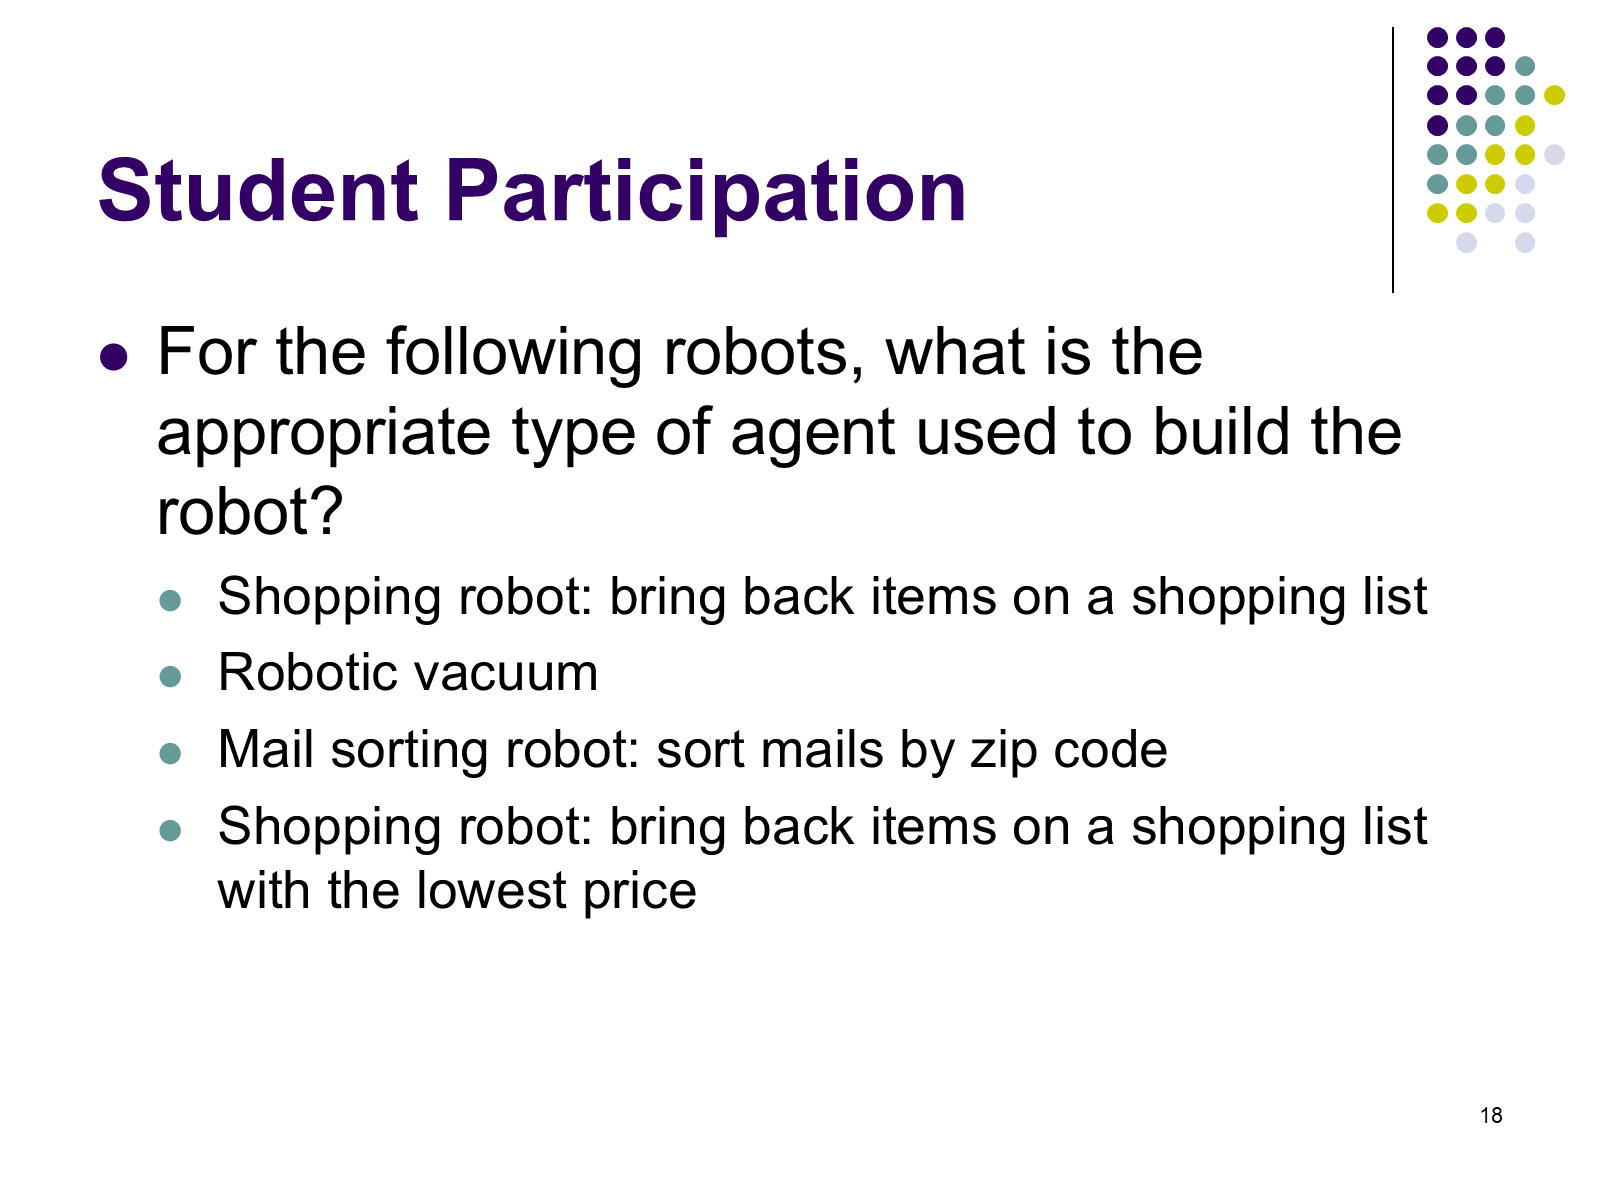 Student Participation
For the following robots, what is the
appropriate type of agent used to build the
robot?
Shopping robot: bring back items on a shopping list
Robotic vacuum
Mail sorting robot: sort mails by zip code
Shopping robot: bring back items on a shopping list
with the lowest price
18